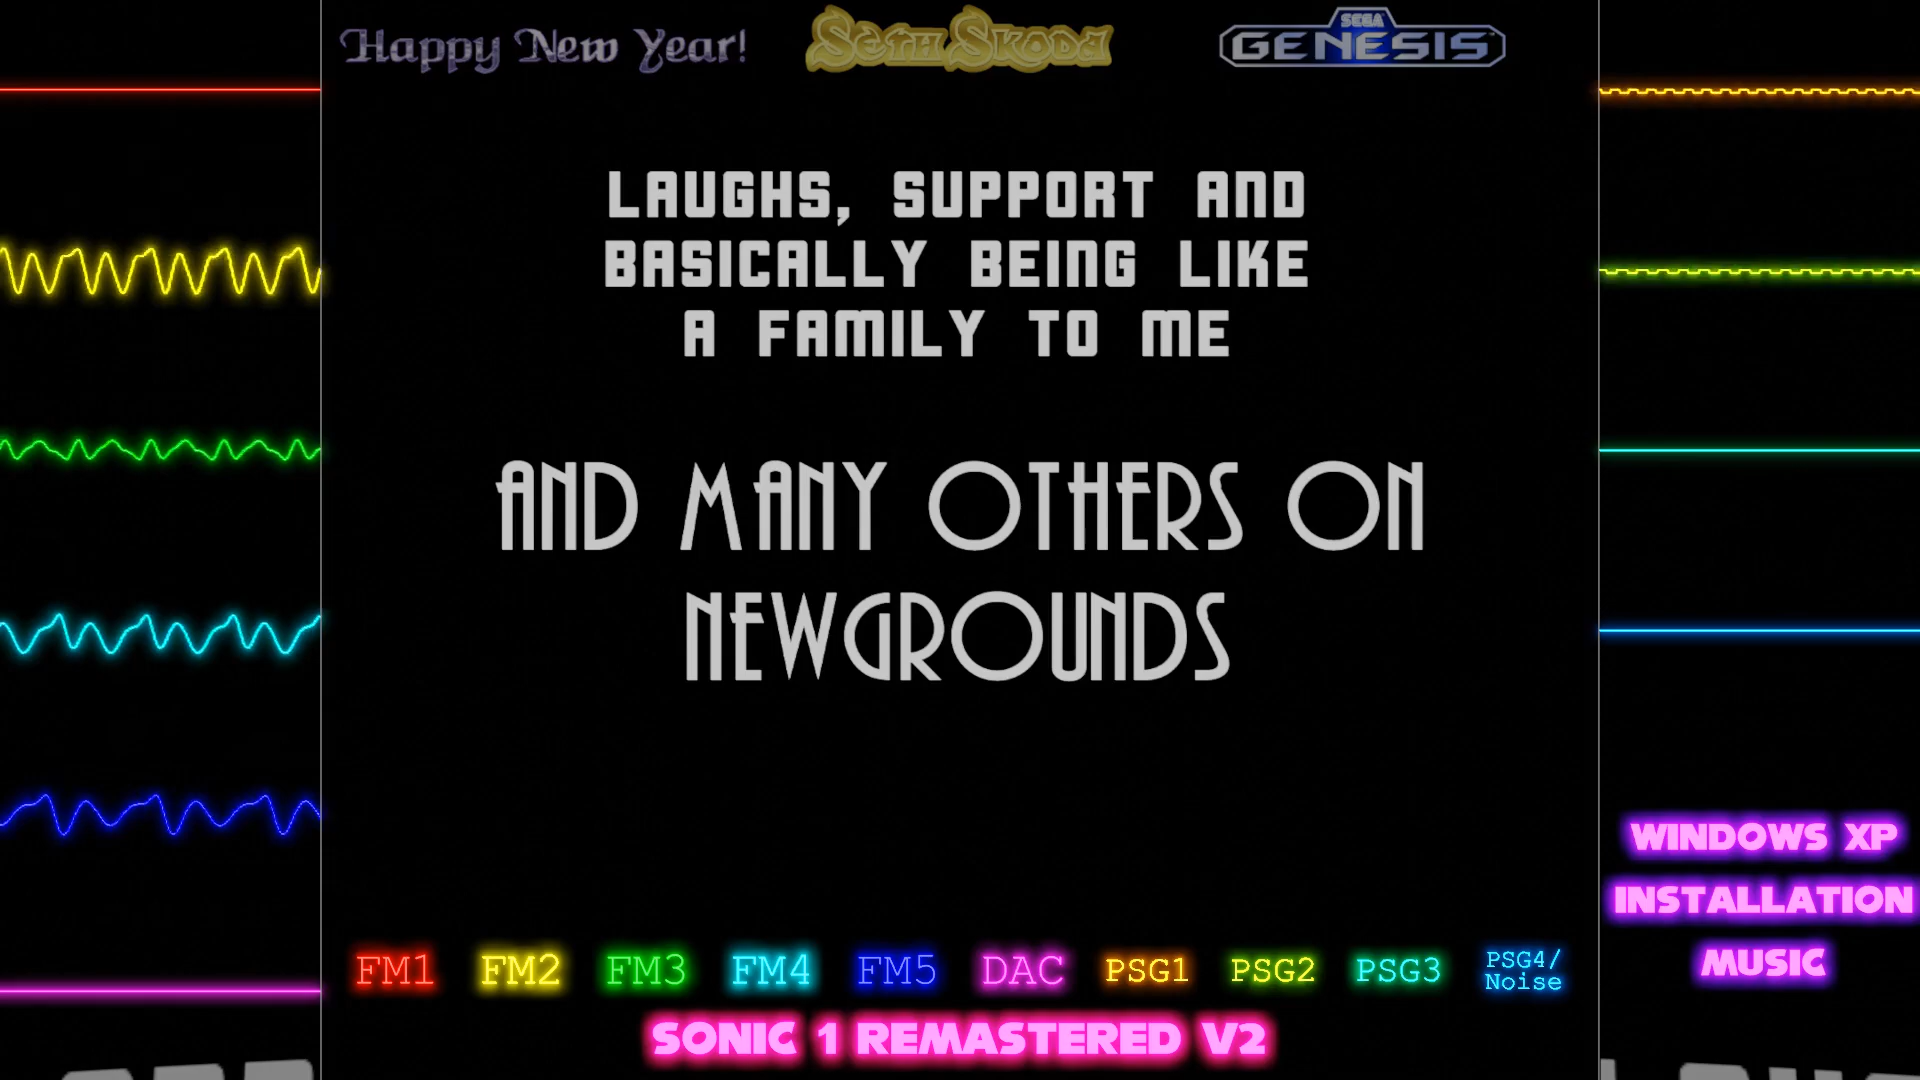 Happy New Year!
Seth Skoda
SEGA
GENESIS
LAUGHS, SUPPORT AND
BASICALLY BEING LIKE
A FAMILY TO ME
AND MANY OTHERS ON
NEWGROUNDS
WINDOWS XP
INSTALLATION
MUSIC
FM1 FM2 FM3 FM4 FM5 DAC PSG1 PSG2 PSG3 PSG4/
Noise
SONIC 1 REMASTERED V2